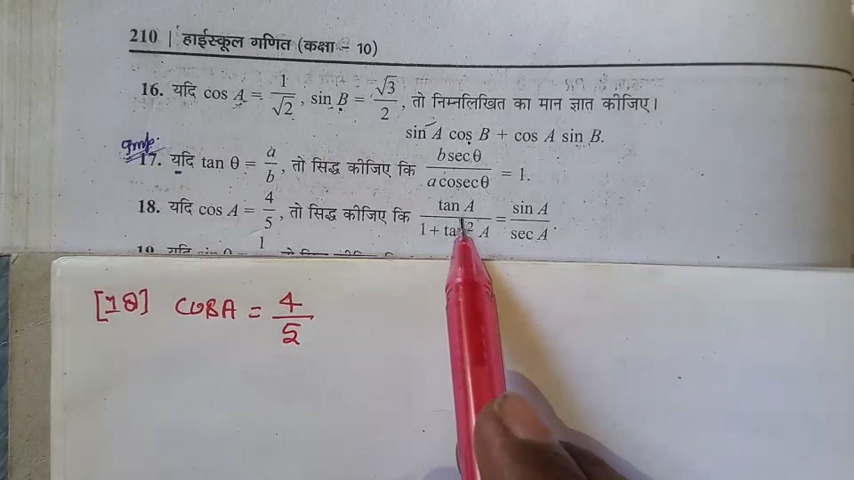 210 | हाईस्कूल गणित (कक्षा - 10)
16. यदि cos A = 1/√2, sin B = √3/2, तो निम्नलिखित का मान ज्ञात कीजिए।
sin A cos B + cos A sin B.
17. यदि tan θ = a/b, तो सिद्ध कीजिए कि b sec θ / a cosec θ = 1.
18. यदि cos A = 4/5, तो सिद्ध कीजिए कि tan A / 1 + tan² A = sin A / sec A.
[18] cosA = 4/5